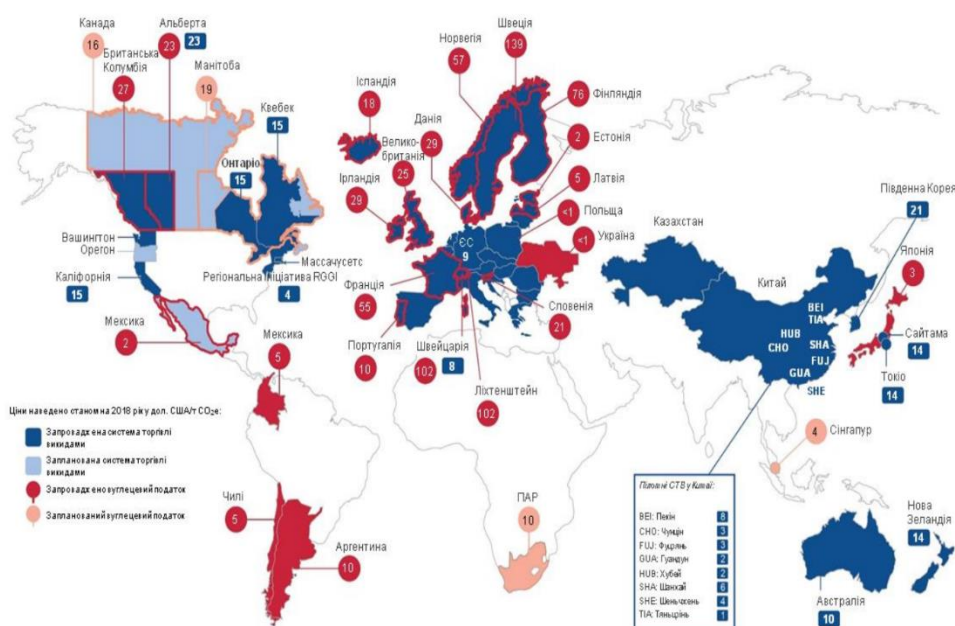 Канада
16
Альберта
23
23
Британська
Колумбія
27
Манітоба
19
Квебек
15
Онтаріо
15
Вашингтон
Орегон
Каліфорнія
15
Массачусетс
Регіональна ініціатива RGGI
4
Мексика
2
Мексика
5
Чилі
5
Аргентина
10
Ісландія
18
Норвегія
57
Швеція
139
Фінляндія
76
Данія
29
Естонія
2
Велико-
британія
25
Ірландія
29
Латвія
5
Польща
<1
Україна
<1
ЄС
9
Франція
55
Словенія
21
Португалія
10
Швейцарія
102
8
Ліхтенштейн
102
ПАР
10
Казахстан
Китай
BEI
TIA
HUB
CHO
SHA
FUJ
GUA
SHE
Південна Корея
21
Японія
3
Сайтама
14
Токіо
14
Сінгапур
4
Нова
Зеландія
14
Австралія
10
Ціни наведено станом на 2018 рік у дол. США/т CO₂е:
Запроваджена система торгівлі
викидами
Запланована система торгівлі
викидами
Запроваджено вуглецевий податок
Запланований вуглецевий податок
Пілотні СТВ у Китаї:
BEI: Пекін 8
CHO: Чунцін 3
FUJ: Фуцзянь 3
GUA: Гуандун 2
HUB: Хубей 2
SHA: Шанхай 6
SHE: Шеньчжень 4
TIA: Тяньцзінь 1